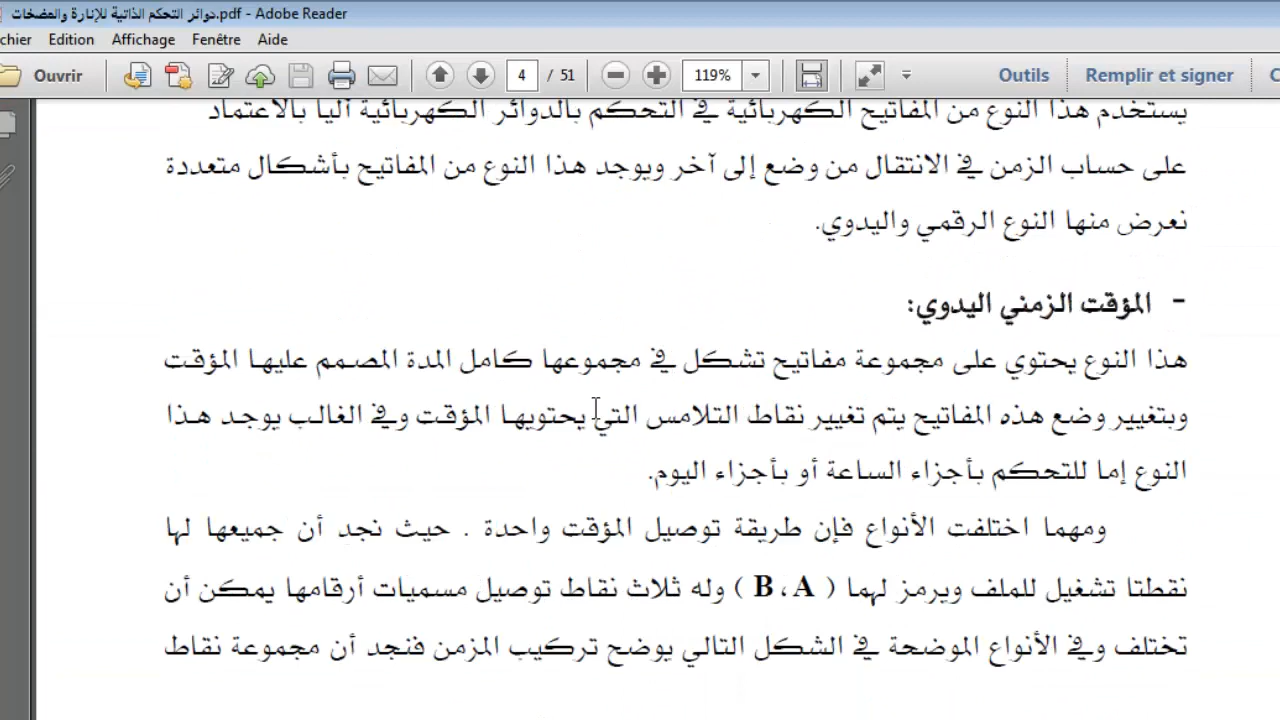 دوائر التحكم الذاتية للإنارة والمضخات.pdf - Adobe Reader
chier Edition Affichage Fenêtre Aide
Ouvrir 4 / 51 119% Outils Remplir et signer C
يستخدم هذا النوع من المفاتيح الكهربائية في التحكم بالدوائر الكهربائية آليا بالاعتماد
على حساب الزمن في الانتقال من وضع إلى آخر ويوجد هذا النوع من المفاتيح بأشكال متعددة
نعرض منها النوع الرقمي واليدوي.
- المؤقت الزمني اليدوي:
هذا النوع يحتوي على مجموعة مفاتيح تشكل في مجموعها كامل المدة المصمم عليها المؤقت
وبتغيير وضع هذه المفاتيح يتم تغيير نقاط التلامس التي يحتويها المؤقت وفي الغالب يوجد هذا
النوع إما للتحكم بأجزاء الساعة أو بأجزاء اليوم.
ومهما اختلفت الأنواع فإن طريقة توصيل المؤقت واحدة . حيث نجد أن جميعها لها
نقطتا تشغيل للملف ويرمز لهما ( B ، A ) وله ثلاث نقاط توصيل مسميات أرقامها يمكن أن
تختلف وفي الأنواع الموضحة في الشكل التالي يوضح تركيب المزمن فنجد أن مجموعة نقاط